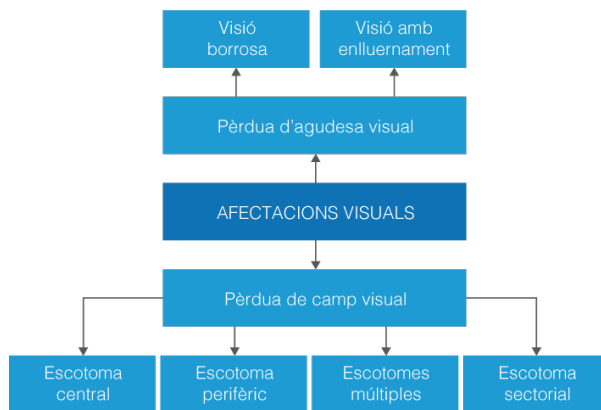 Visió
borrosa
Visió amb
enlluernament
Pèrdua d'agudesa visual
AFECTACIONS VISUALS
Pèrdua de camp visual
Escotoma
central
Escotoma
perifèric
Escotomes
múltiples
Escotoma
sectorial